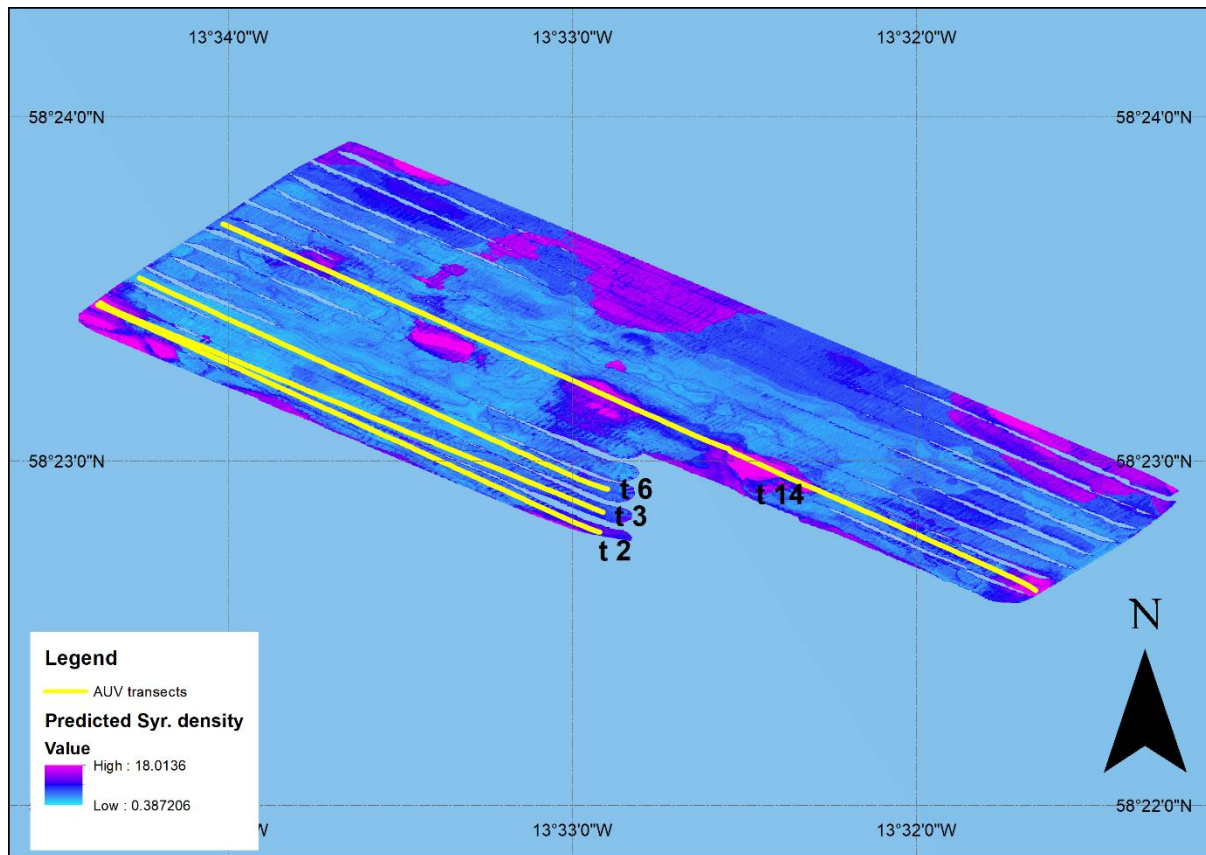 13°34'0"W 13°33'0"W 13°32'0"W
58°24'0"N 58°24'0"N
58°23'0"N 58°23'0"N
t 6
t 14
t 3
t 2
N
Legend
AUV transects
Predicted Syr. density
Value
High : 18.0136
Low : 0.387206
58°22'0"N
"W 13°33'0"W 13°32'0"W